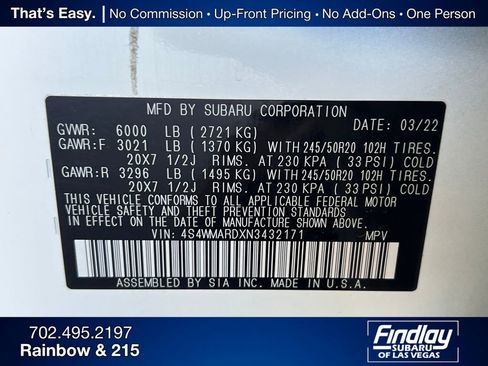 That's Easy. | No Commission • Up-Front Pricing • No Add-Ons • One Person
MFD BY SUBARU CORPORATION
GVWR: 6000 LB (2721 KG) DATE: 03/22
GAWR:F 3021 LB (1370 KG) WITH 245/50R20 102H TIRES.
20X7 1/2J RIMS. AT 230 KPA (33 PSI) COLD
GAWR:R 3296 LB (1495 KG) WITH 245/50R20 102H TIRES.
20X7 1/2J RIMS. AT 230 KPA (33 PSI) COLD
THIS VEHICLE CONFORMS TO ALL APPLICABLE FEDERAL MOTOR
VEHICLE SAFETY AND BUMPER STANDARDS
IN EFFECT ON THE DATE OF MANUFACTURE SHOWN ABOVE.
VIN: 4S4WMARDXN3432171 MPV
ASSEMBLED BY SIA INC. MADE IN U.S.A.
702.495.2197
Rainbow & 215
Findlay
SUBARU
OF LAS VEGAS